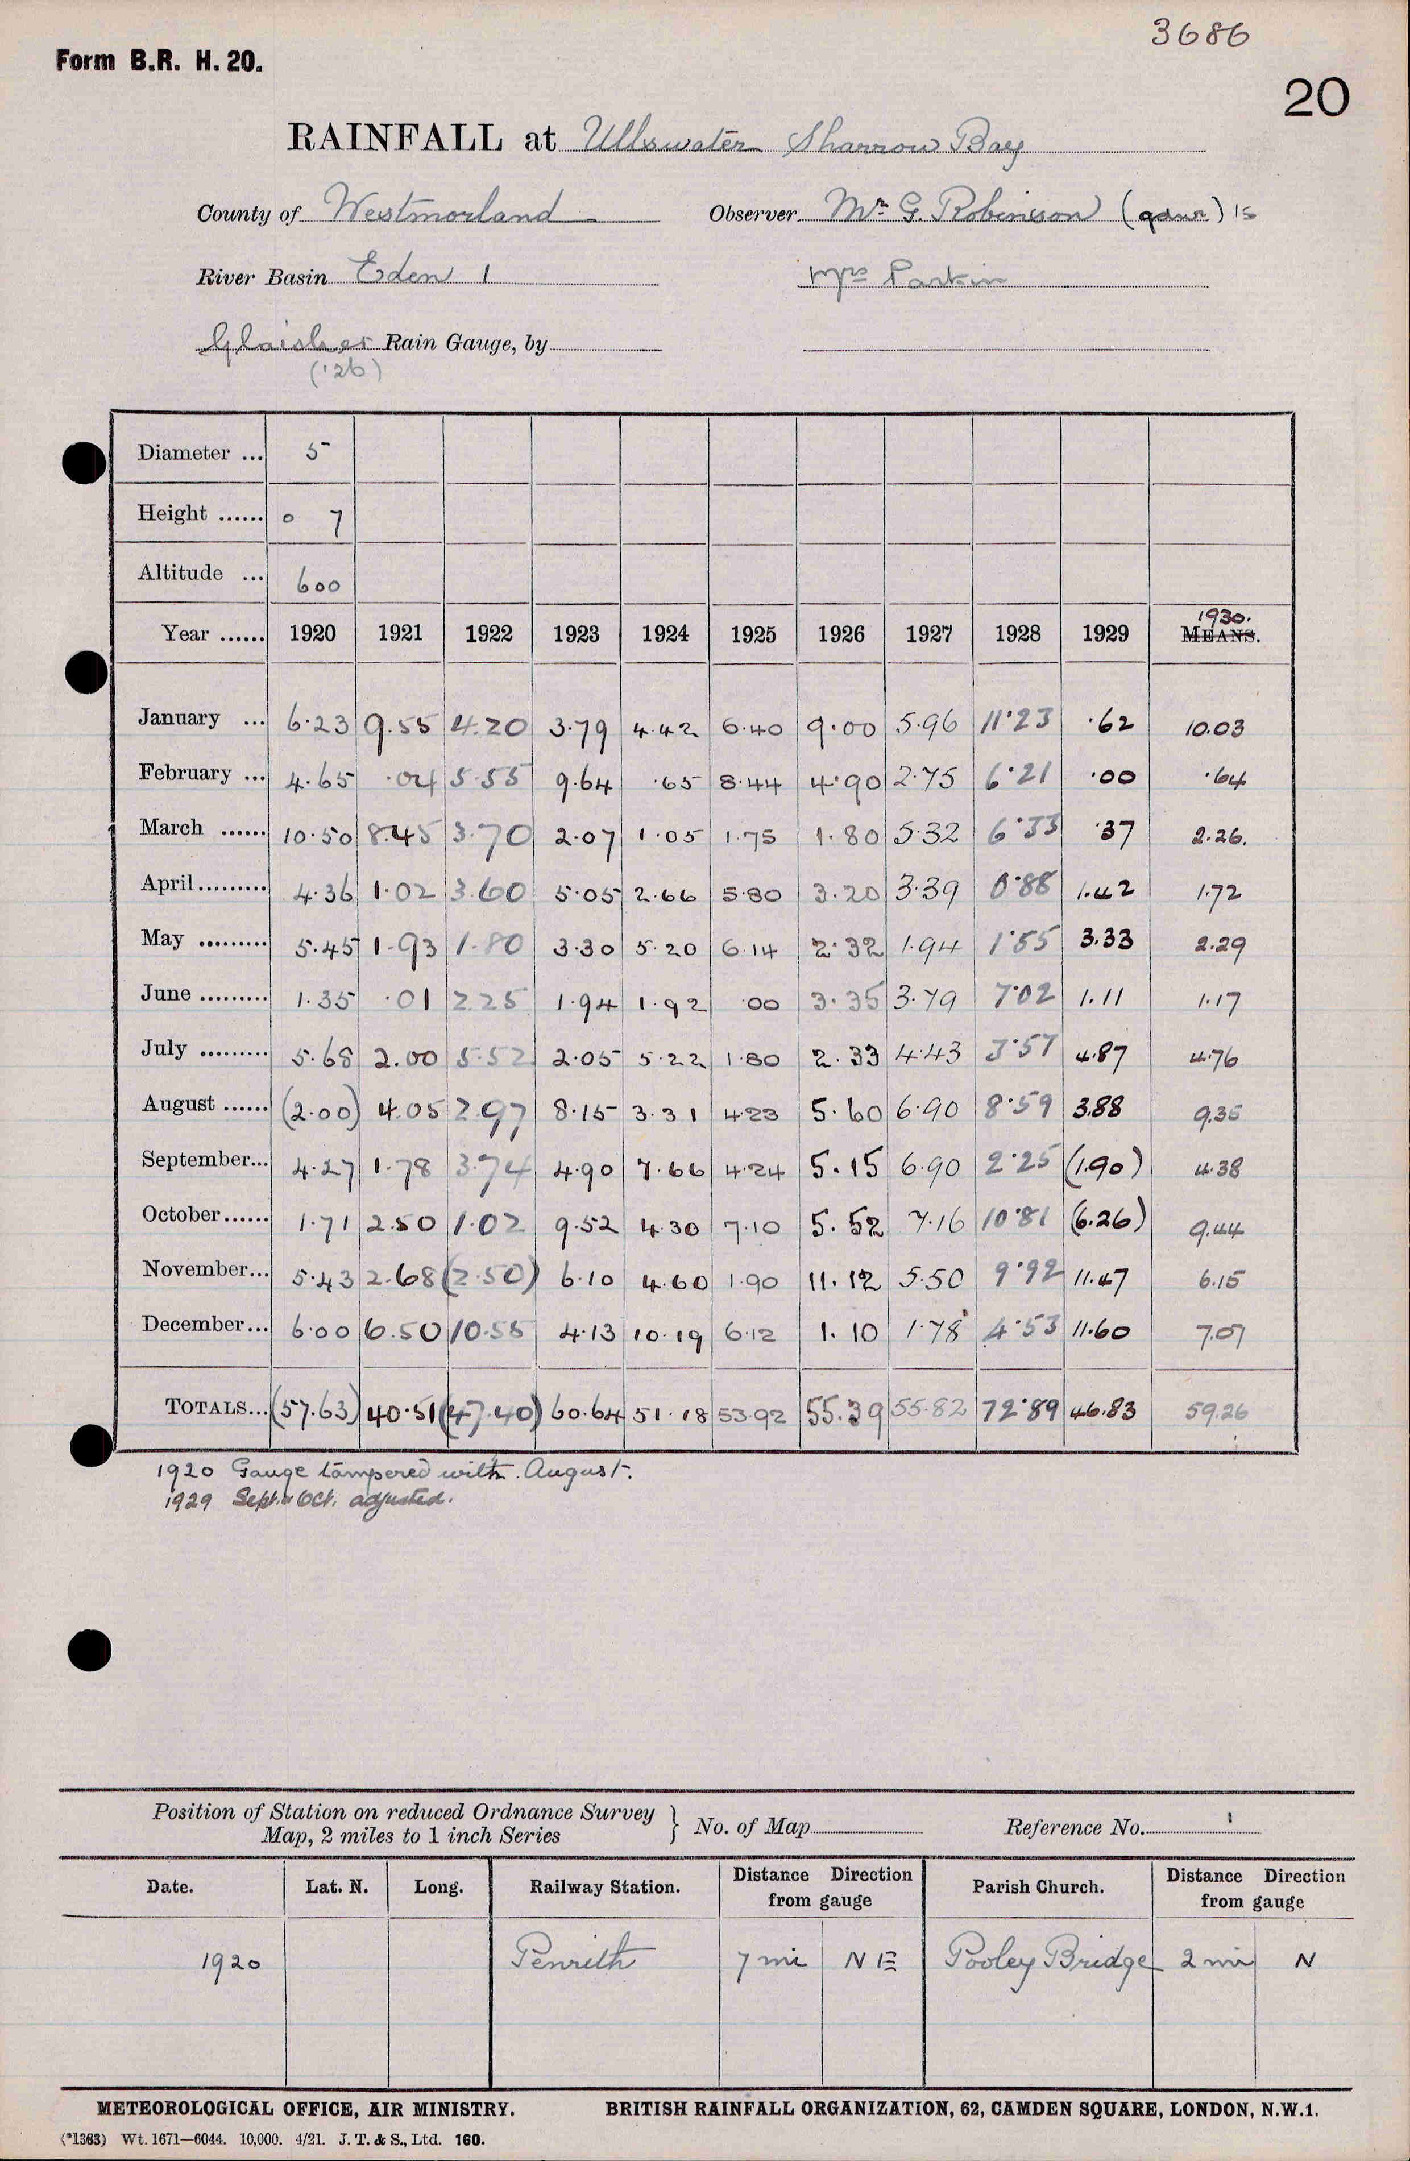 3686
Form B.R. H. 20.
20
RAINFALL at Ullswater Sharrow Bay
County of Westmorland Observer Mr G. Robinson (gdnr) 15
River Basin Eden 1 Mrs Parkin
Glaisher Rain Gauge, by
('26)
Diameter ... 5
Height ...... 0 7
Altitude ... 600
1930.
Year ...... 1920 1921 1922 1923 1924 1925 1926 1927 1928 1929 MEANS.
January ... 6.23 9.55 4.20 3.79 4.42 6.40 9.00 5.96 11.23 .62 10.03
February ... 4.65 .04 5.55 9.64 .65 8.44 4.90 2.75 6.21 .00 .64
March ...... 10.50 8.45 3.70 2.07 1.05 1.75 1.80 5.32 6.33 .37 2.26.
April ......... 4.36 1.02 3.60 5.05 2.66 5.80 3.20 3.39 0.88 1.42 1.72
May ......... 5.45 1.93 1.80 3.30 5.20 6.14 2.32 1.94 1.55 3.33 2.29
June ......... 1.35 .01 2.25 1.94 1.92 .00 3.35 3.79 7.02 1.11 1.17
July ......... 5.68 2.00 5.52 2.05 5.22 1.80 2.33 4.43 3.57 4.87 4.76
August ...... (2.00) 4.05 2.97 8.15 3.31 4.23 5.60 6.90 8.59 3.88 9.35
September... 4.27 1.78 3.74 4.90 7.66 4.24 5.15 6.90 2.25 (1.90) 4.38
October...... 1.71 2.50 1.02 9.52 4.30 7.10 5.52 7.16 10.81 (6.26) 9.44
November... 5.43 2.68 (2.50) 6.10 4.60 1.90 11.12 5.50 9.92 11.47 6.15
December... 6.00 6.50 10.55 4.13 10.19 6.12 1.10 1.78 4.53 11.60 7.07
TOTALS... (57.63) 40.51 (47.40) 60.64 51.18 53.92 55.39 55.82 72.89 46.83 59.26
1920 Gauge tampered with. August.
1929 Sept. & Oct. adjusted.
Position of Station on reduced Ordnance Survey
Map, 2 miles to 1 inch Series } No. of Map Reference No.
Date. Lat. N. Long. Railway Station. Distance Direction from gauge Parish Church. Distance Direction from gauge
1920 Penrith 7 mi NE Pooley Bridge 2 mi N
METEOROLOGICAL OFFICE, AIR MINISTRY. BRITISH RAINFALL ORGANIZATION, 62, CAMDEN SQUARE, LONDON, N.W.1.
(*1363) Wt. 1671—6044. 10,000. 4/21. J. T. & S., Ltd. 160.